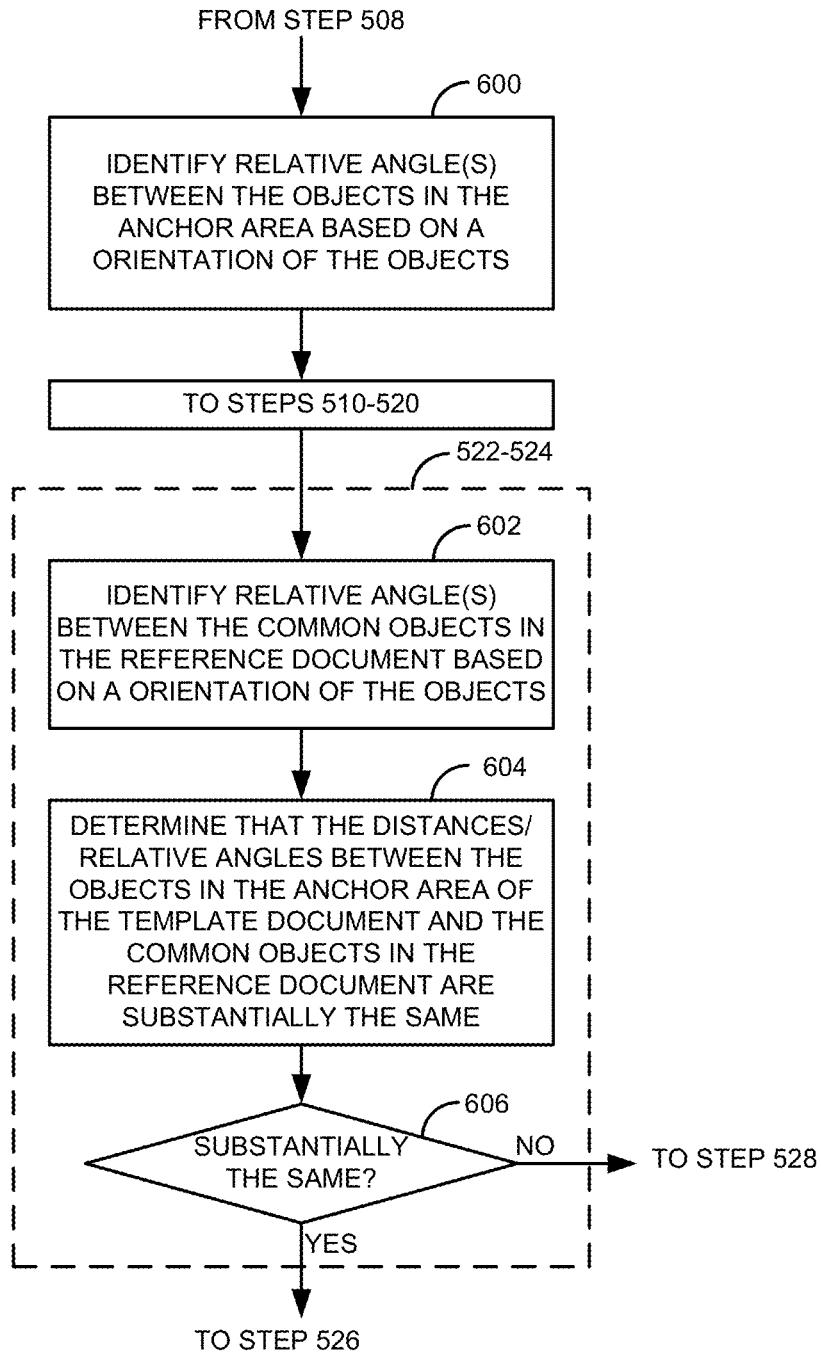 FROM STEP 508
600
IDENTIFY RELATIVE ANGLE(S)
BETWEEN THE OBJECTS IN THE
ANCHOR AREA BASED ON A
ORIENTATION OF THE OBJECTS
TO STEPS 510-520
522-524
602
IDENTIFY RELATIVE ANGLE(S)
BETWEEN THE COMMON OBJECTS IN
THE REFERENCE DOCUMENT BASED
ON A ORIENTATION OF THE OBJECTS
604
DETERMINE THAT THE DISTANCES/
RELATIVE ANGLES BETWEEN THE
OBJECTS IN THE ANCHOR AREA OF
THE TEMPLATE DOCUMENT AND THE
COMMON OBJECTS IN THE
REFERENCE DOCUMENT ARE
SUBSTANTIALLY THE SAME
606
SUBSTANTIALLY
THE SAME?
NO
TO STEP 528
YES
TO STEP 526